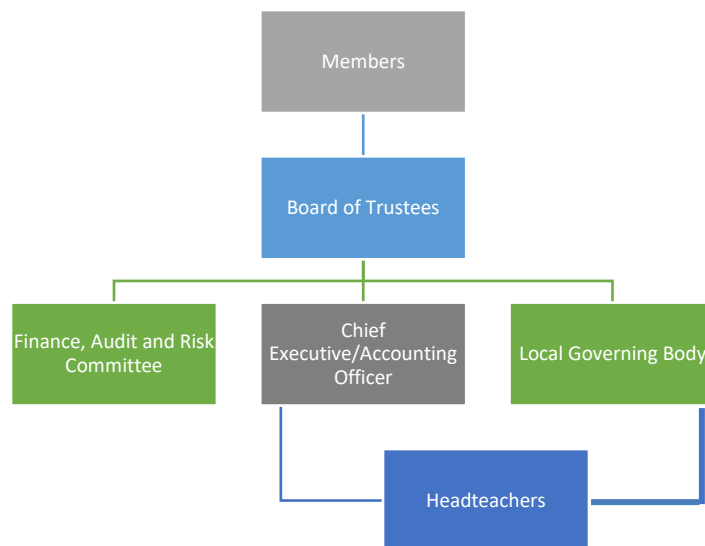 Members
Board of Trustees
Finance, Audit and Risk
Committee
Chief
Executive/Accounting
Officer
Local Governing Body
Headteachers